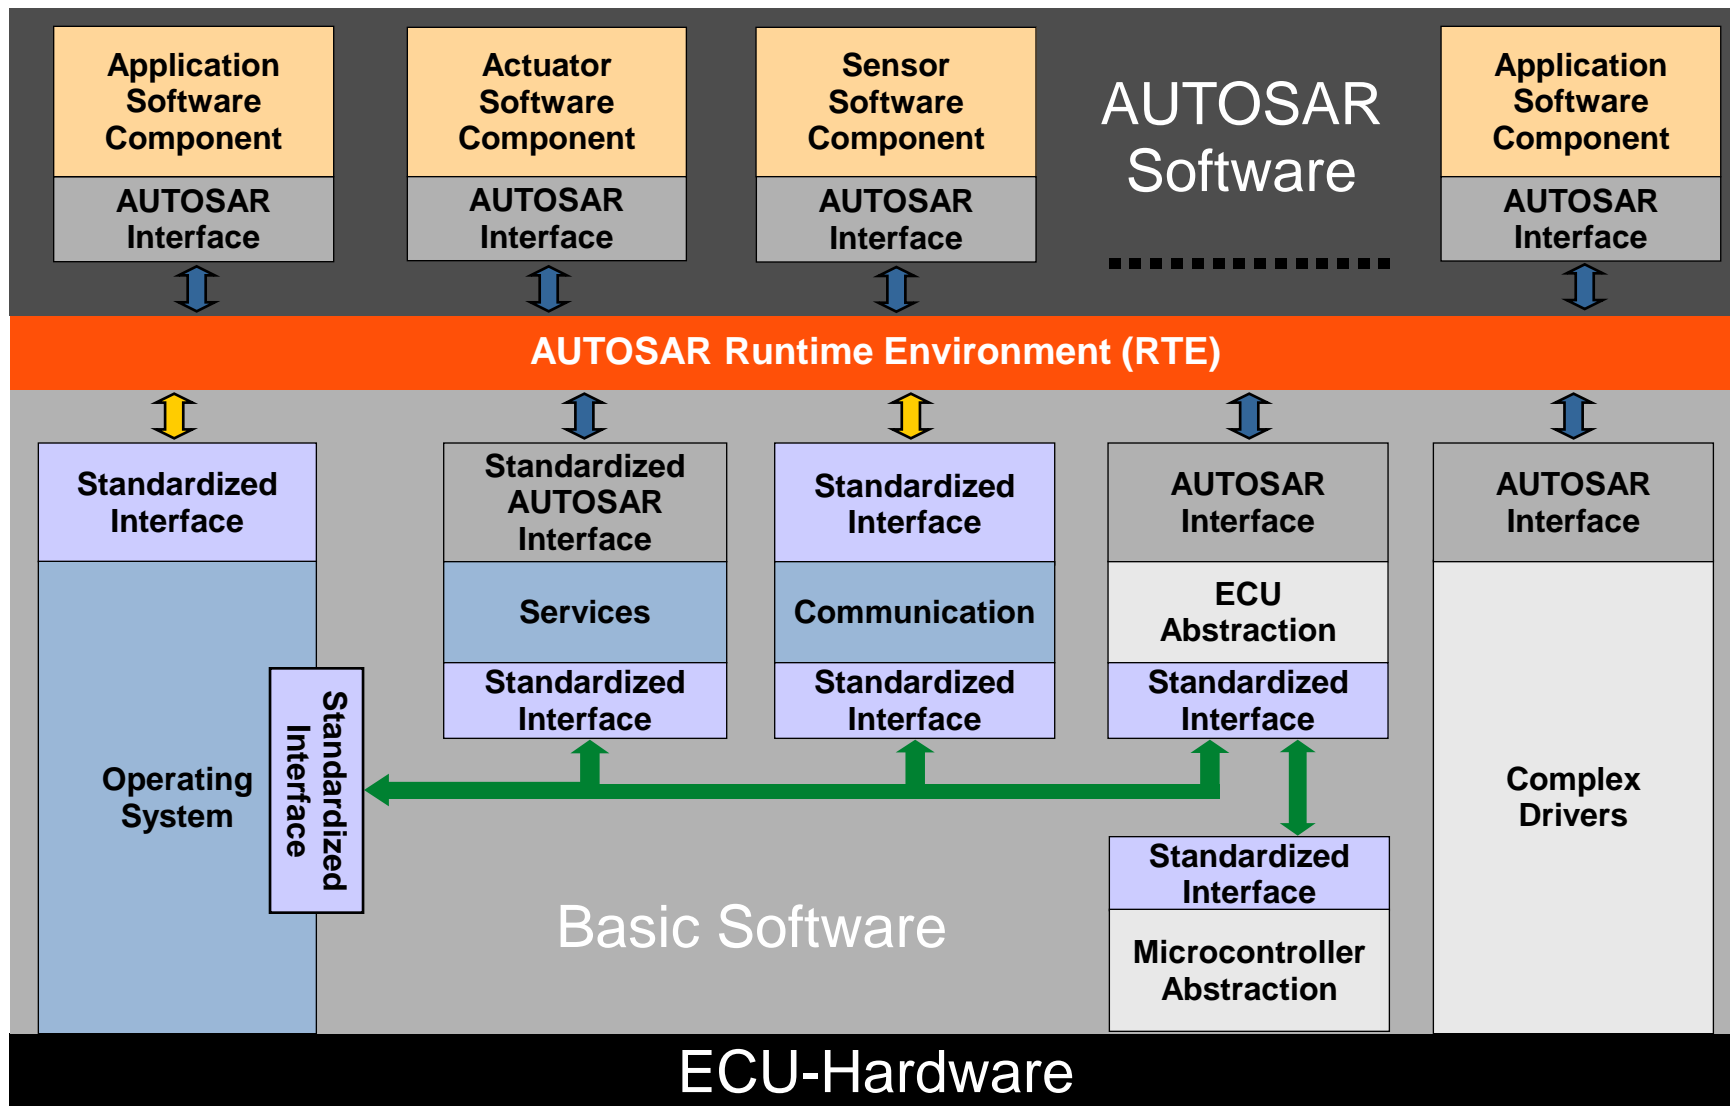 Application
Software
Component
AUTOSAR
Interface
Actuator
Software
Component
AUTOSAR
Interface
Sensor
Software
Component
AUTOSAR
Interface
AUTOSAR
Software
Application
Software
Component
AUTOSAR
Interface
AUTOSAR Runtime Environment (RTE)
Standardized
Interface
Operating
System
Standardized
Interface
Standardized
AUTOSAR
Interface
Services
Standardized
Interface
Standardized
Interface
Communication
Standardized
Interface
AUTOSAR
Interface
ECU
Abstraction
Standardized
Interface
Standardized
Interface
Microcontroller
Abstraction
AUTOSAR
Interface
Complex
Drivers
Basic Software
ECU-Hardware